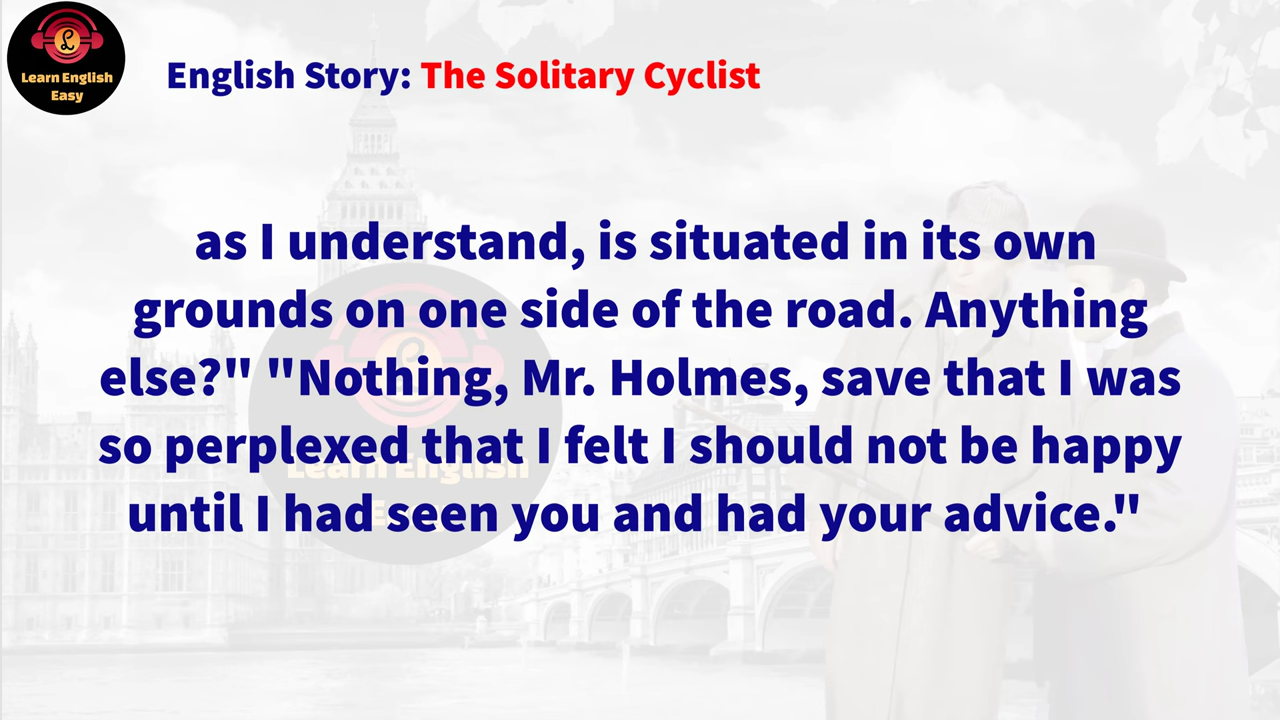 Learn English
Easy
English Story: The Solitary Cyclist
as I understand, is situated in its own
grounds on one side of the road. Anything
else?" "Nothing, Mr. Holmes, save that I was
so perplexed that I felt I should not be happy
until I had seen you and had your advice."
Learn English